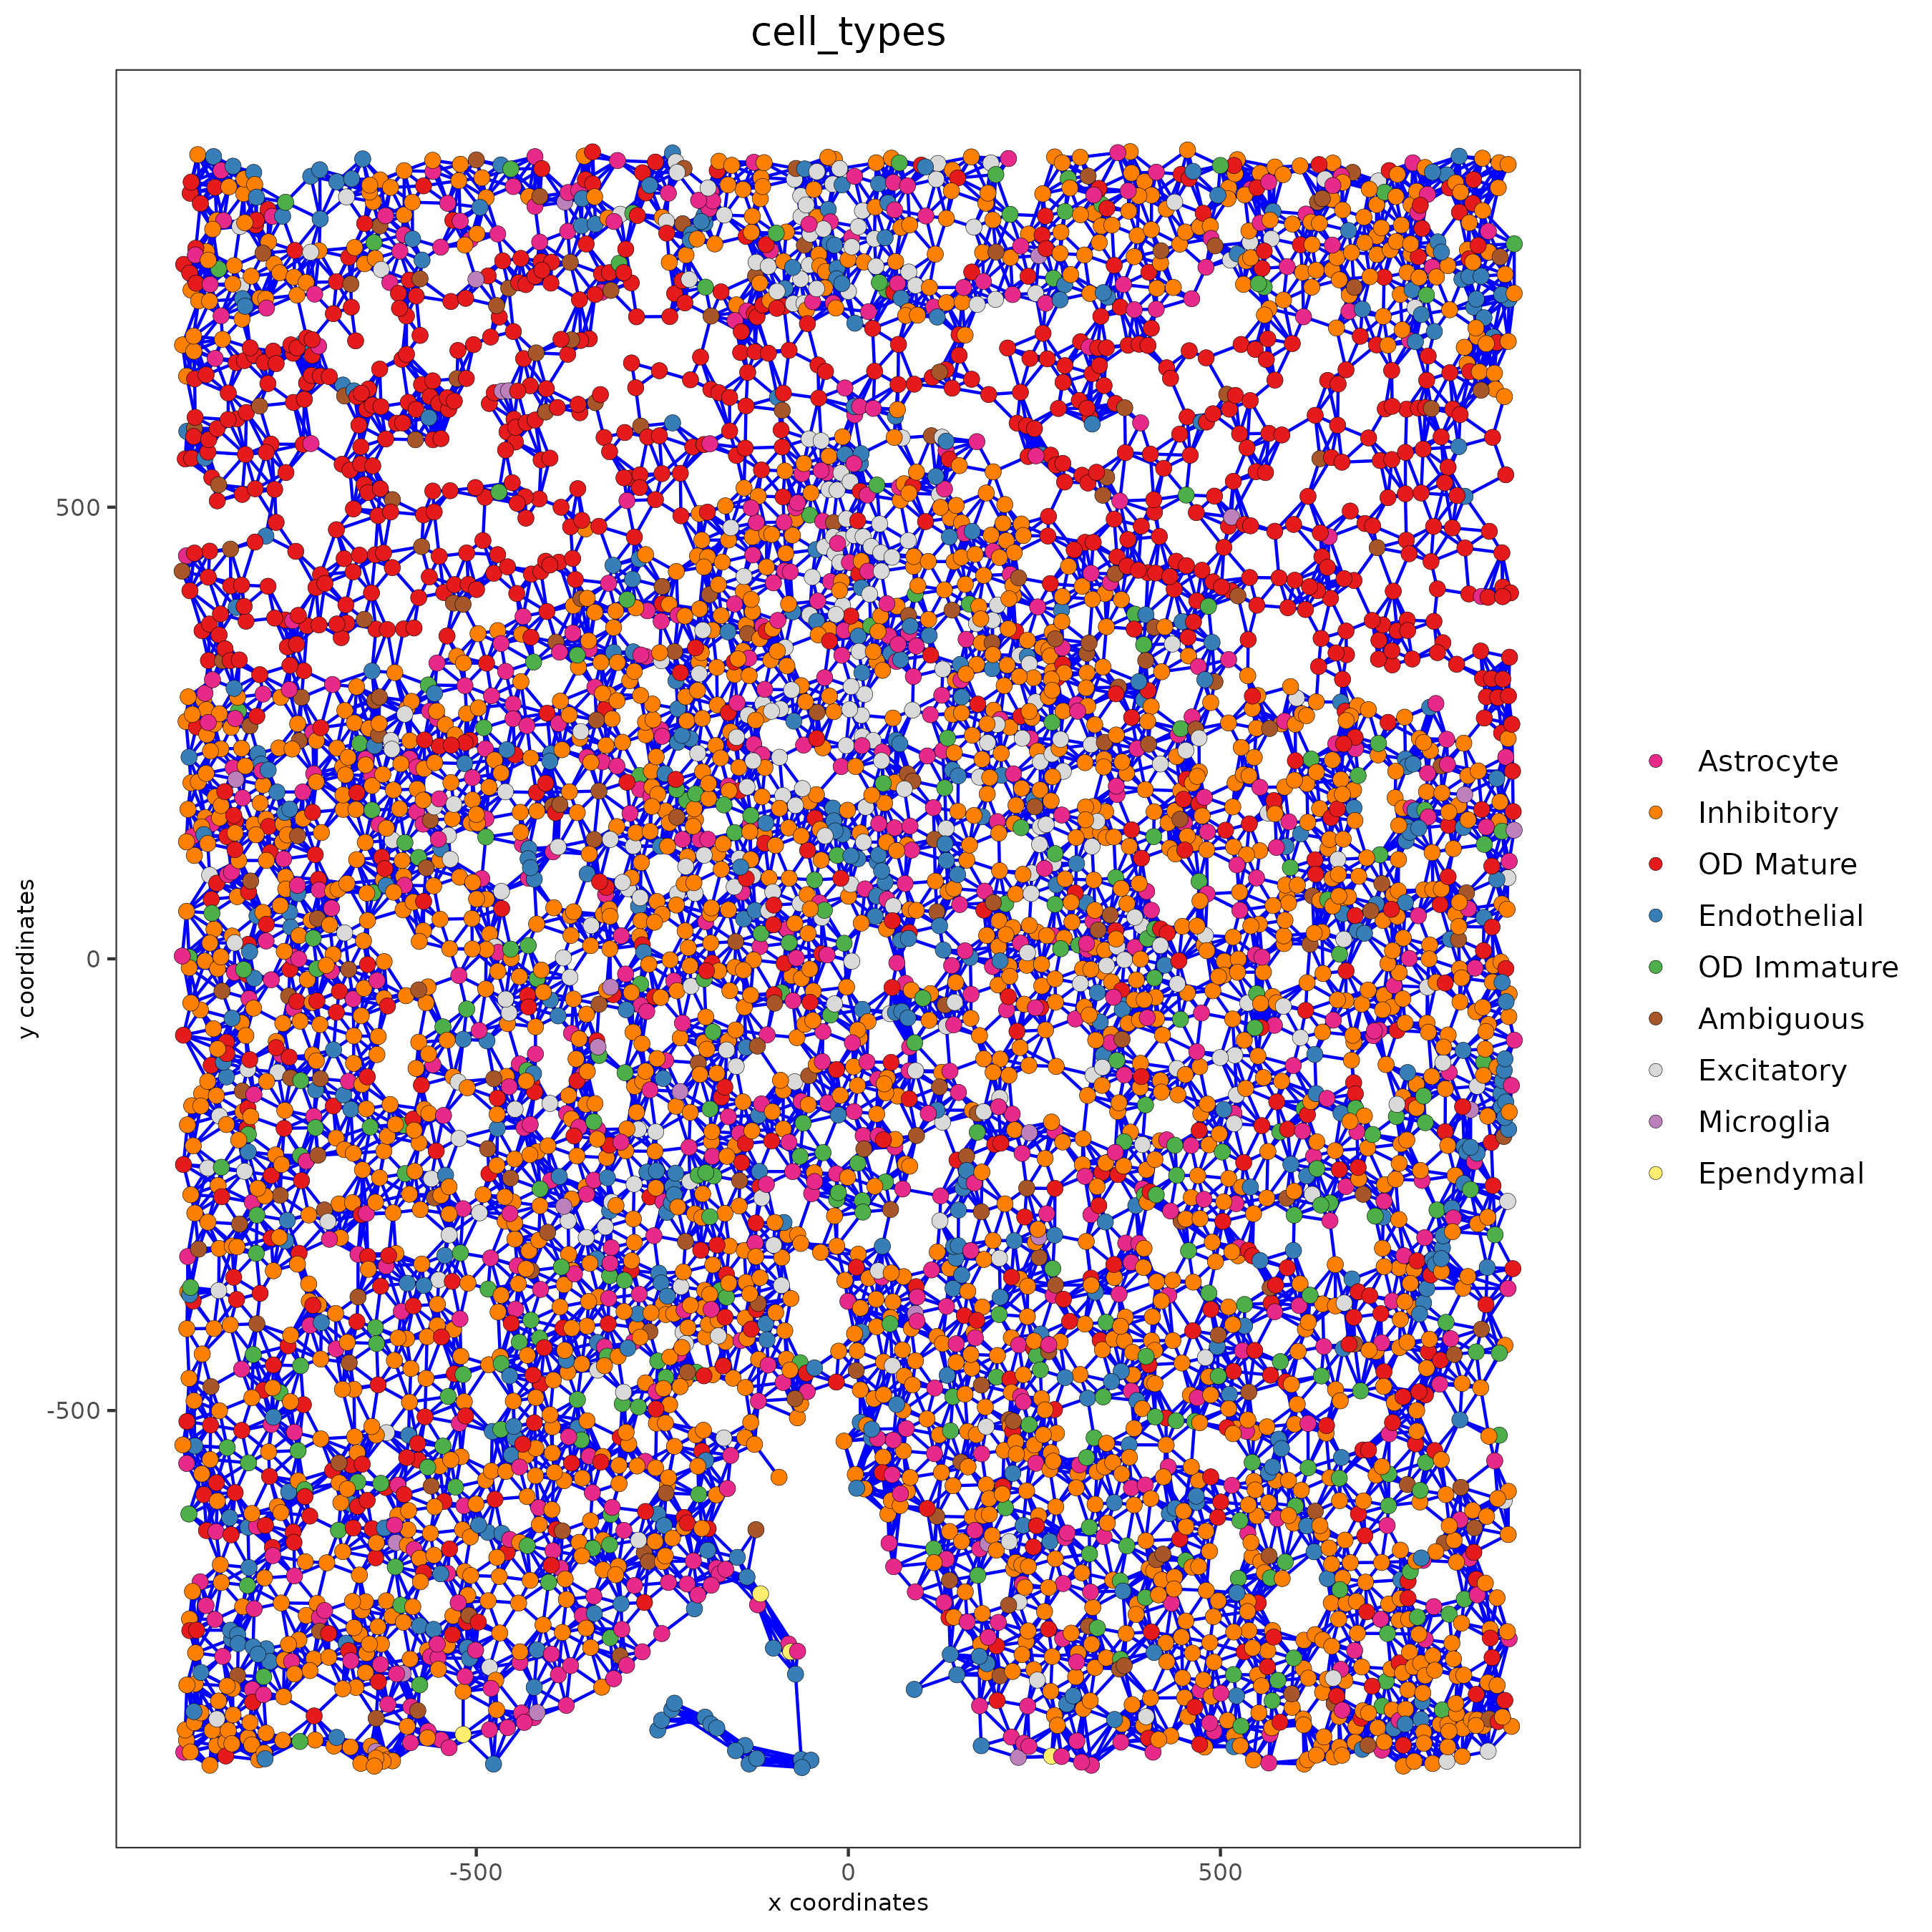 cell_types
y coordinates
500
0
-500
-500
0
500
x coordinates
Astrocyte
Inhibitory
OD Mature
Endothelial
OD Immature
Ambiguous
Excitatory
Microglia
Ependymal